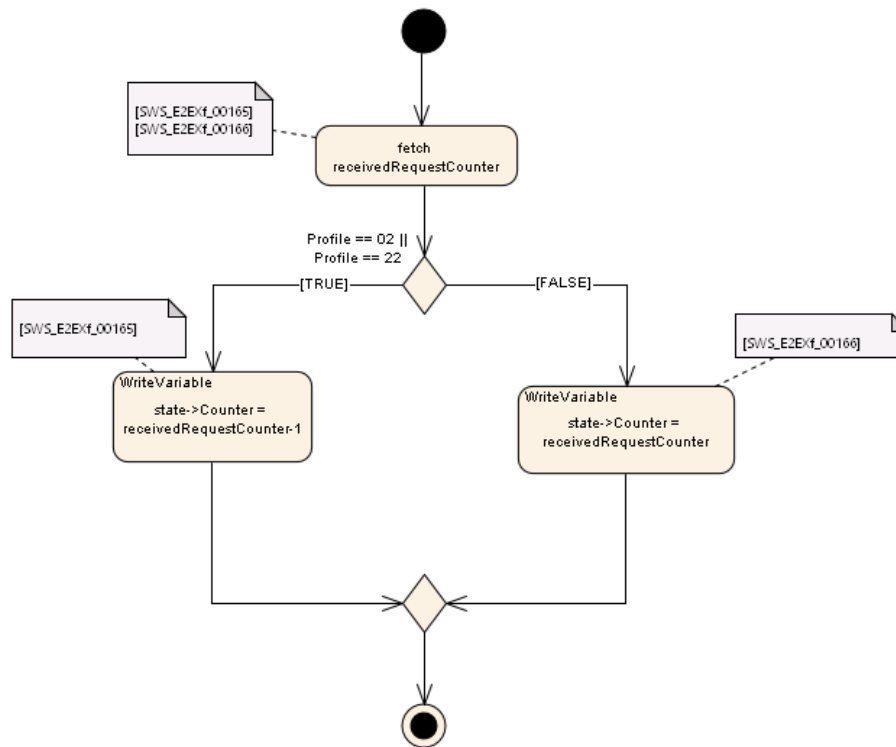 [SWS_E2EXf_00165]
[SWS_E2EXf_00166]
fetch
receivedRequestCounter
Profile == 02 ||
Profile == 22
[TRUE]
[FALSE]
[SWS_E2EXf_00165]
[SWS_E2EXf_00166]
WriteVariable
state->Counter =
receivedRequestCounter-1
WriteVariable
state->Counter =
receivedRequestCounter